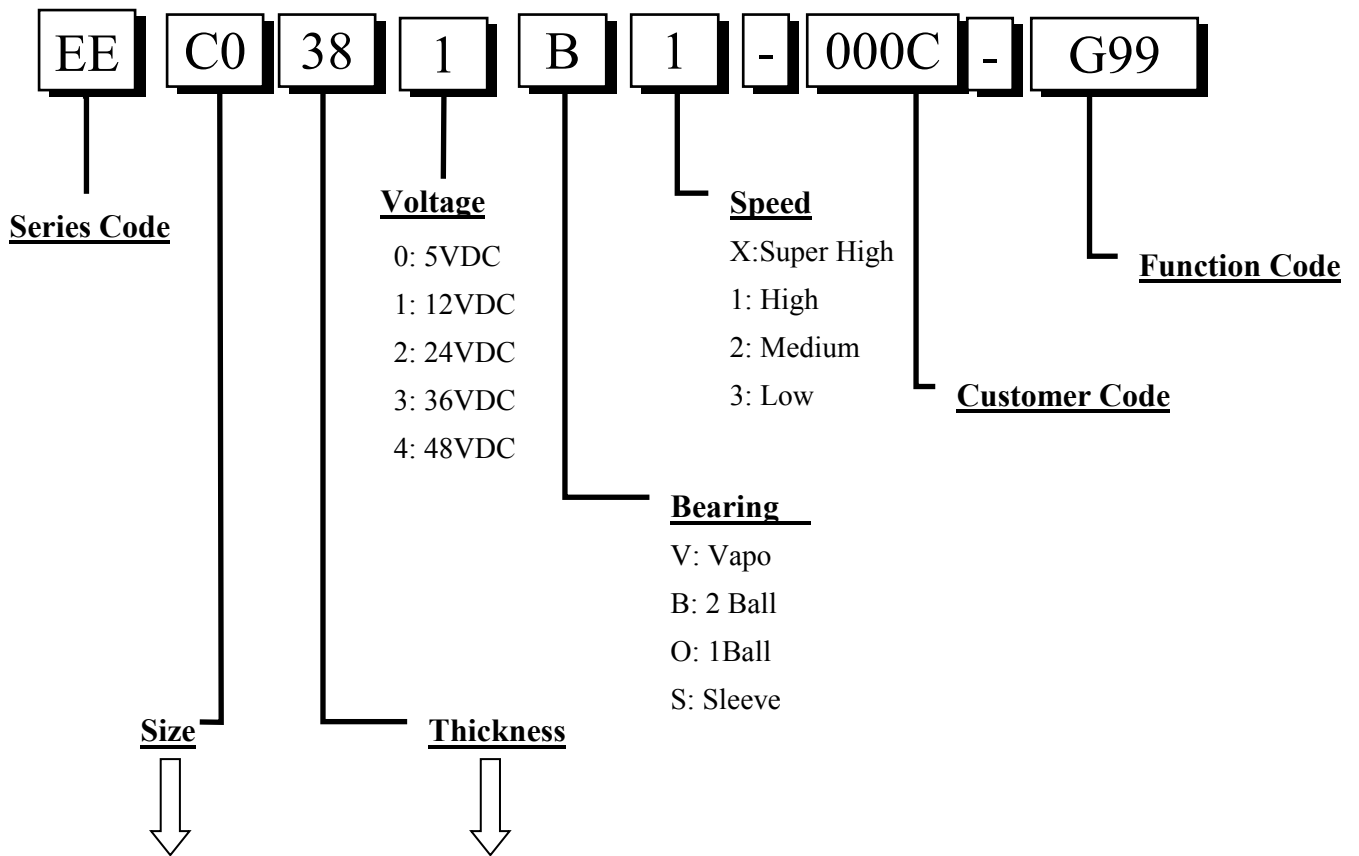 EE C0 38 1 B 1 - 000C - G99
Series Code
Voltage
0: 5VDC
1: 12VDC
2: 24VDC
3: 36VDC
4: 48VDC
Speed
X:Super High
1: High
2: Medium
3: Low
Function Code
Customer Code
Bearing
V: Vapo
B: 2 Ball
O: 1Ball
S: Sleeve
Size
Thickness